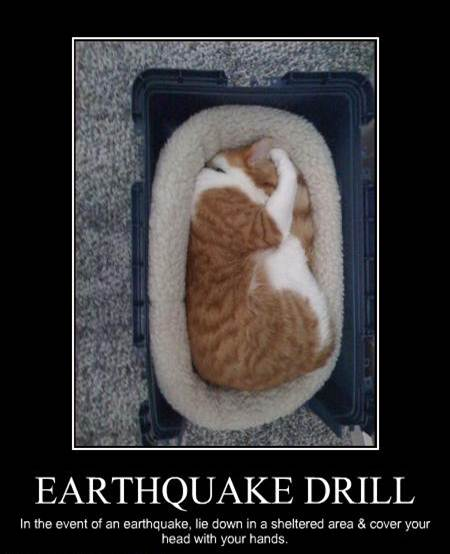 EARTHQUAKE DRILL
In the event of an earthquake, lie down in a sheltered area & cover your
head with your hands.